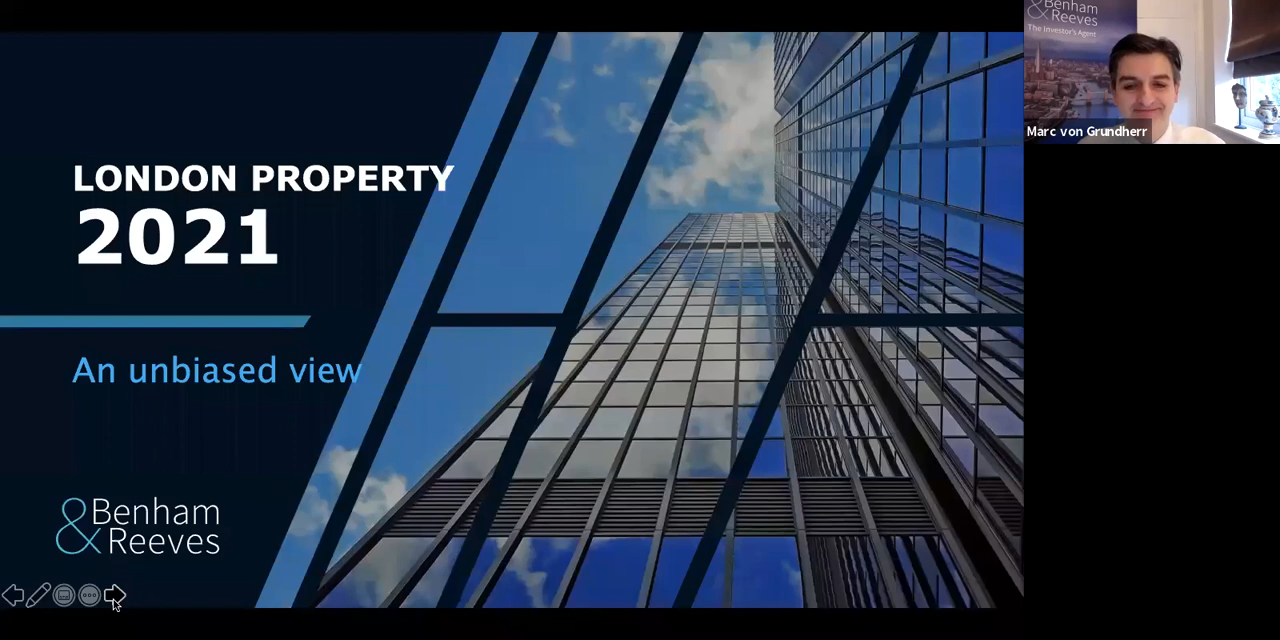 LONDON PROPERTY
2021
An unbiased view
& Benham
Reeves
& Benham
Reeves
The Investor's Agent
Marc von Grundherr